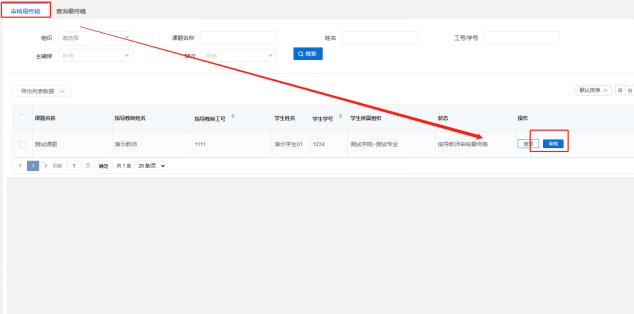 审核最终稿 查询最终稿
组织 请选择 课题名称 姓名 工号/学号
主辅修 所有 所有 搜索
导出列表数据 默认排序
课题名称 指导教师姓名 指导教师工号 学生姓名 学生学号 学生所属组织 状态 操作
测试课题 演示教师 1111 演示学生01 1234 测试学院-测试专业 指导教师审核最终稿 审核
1 到第 1 页 确定 共 1 条 20 条/页